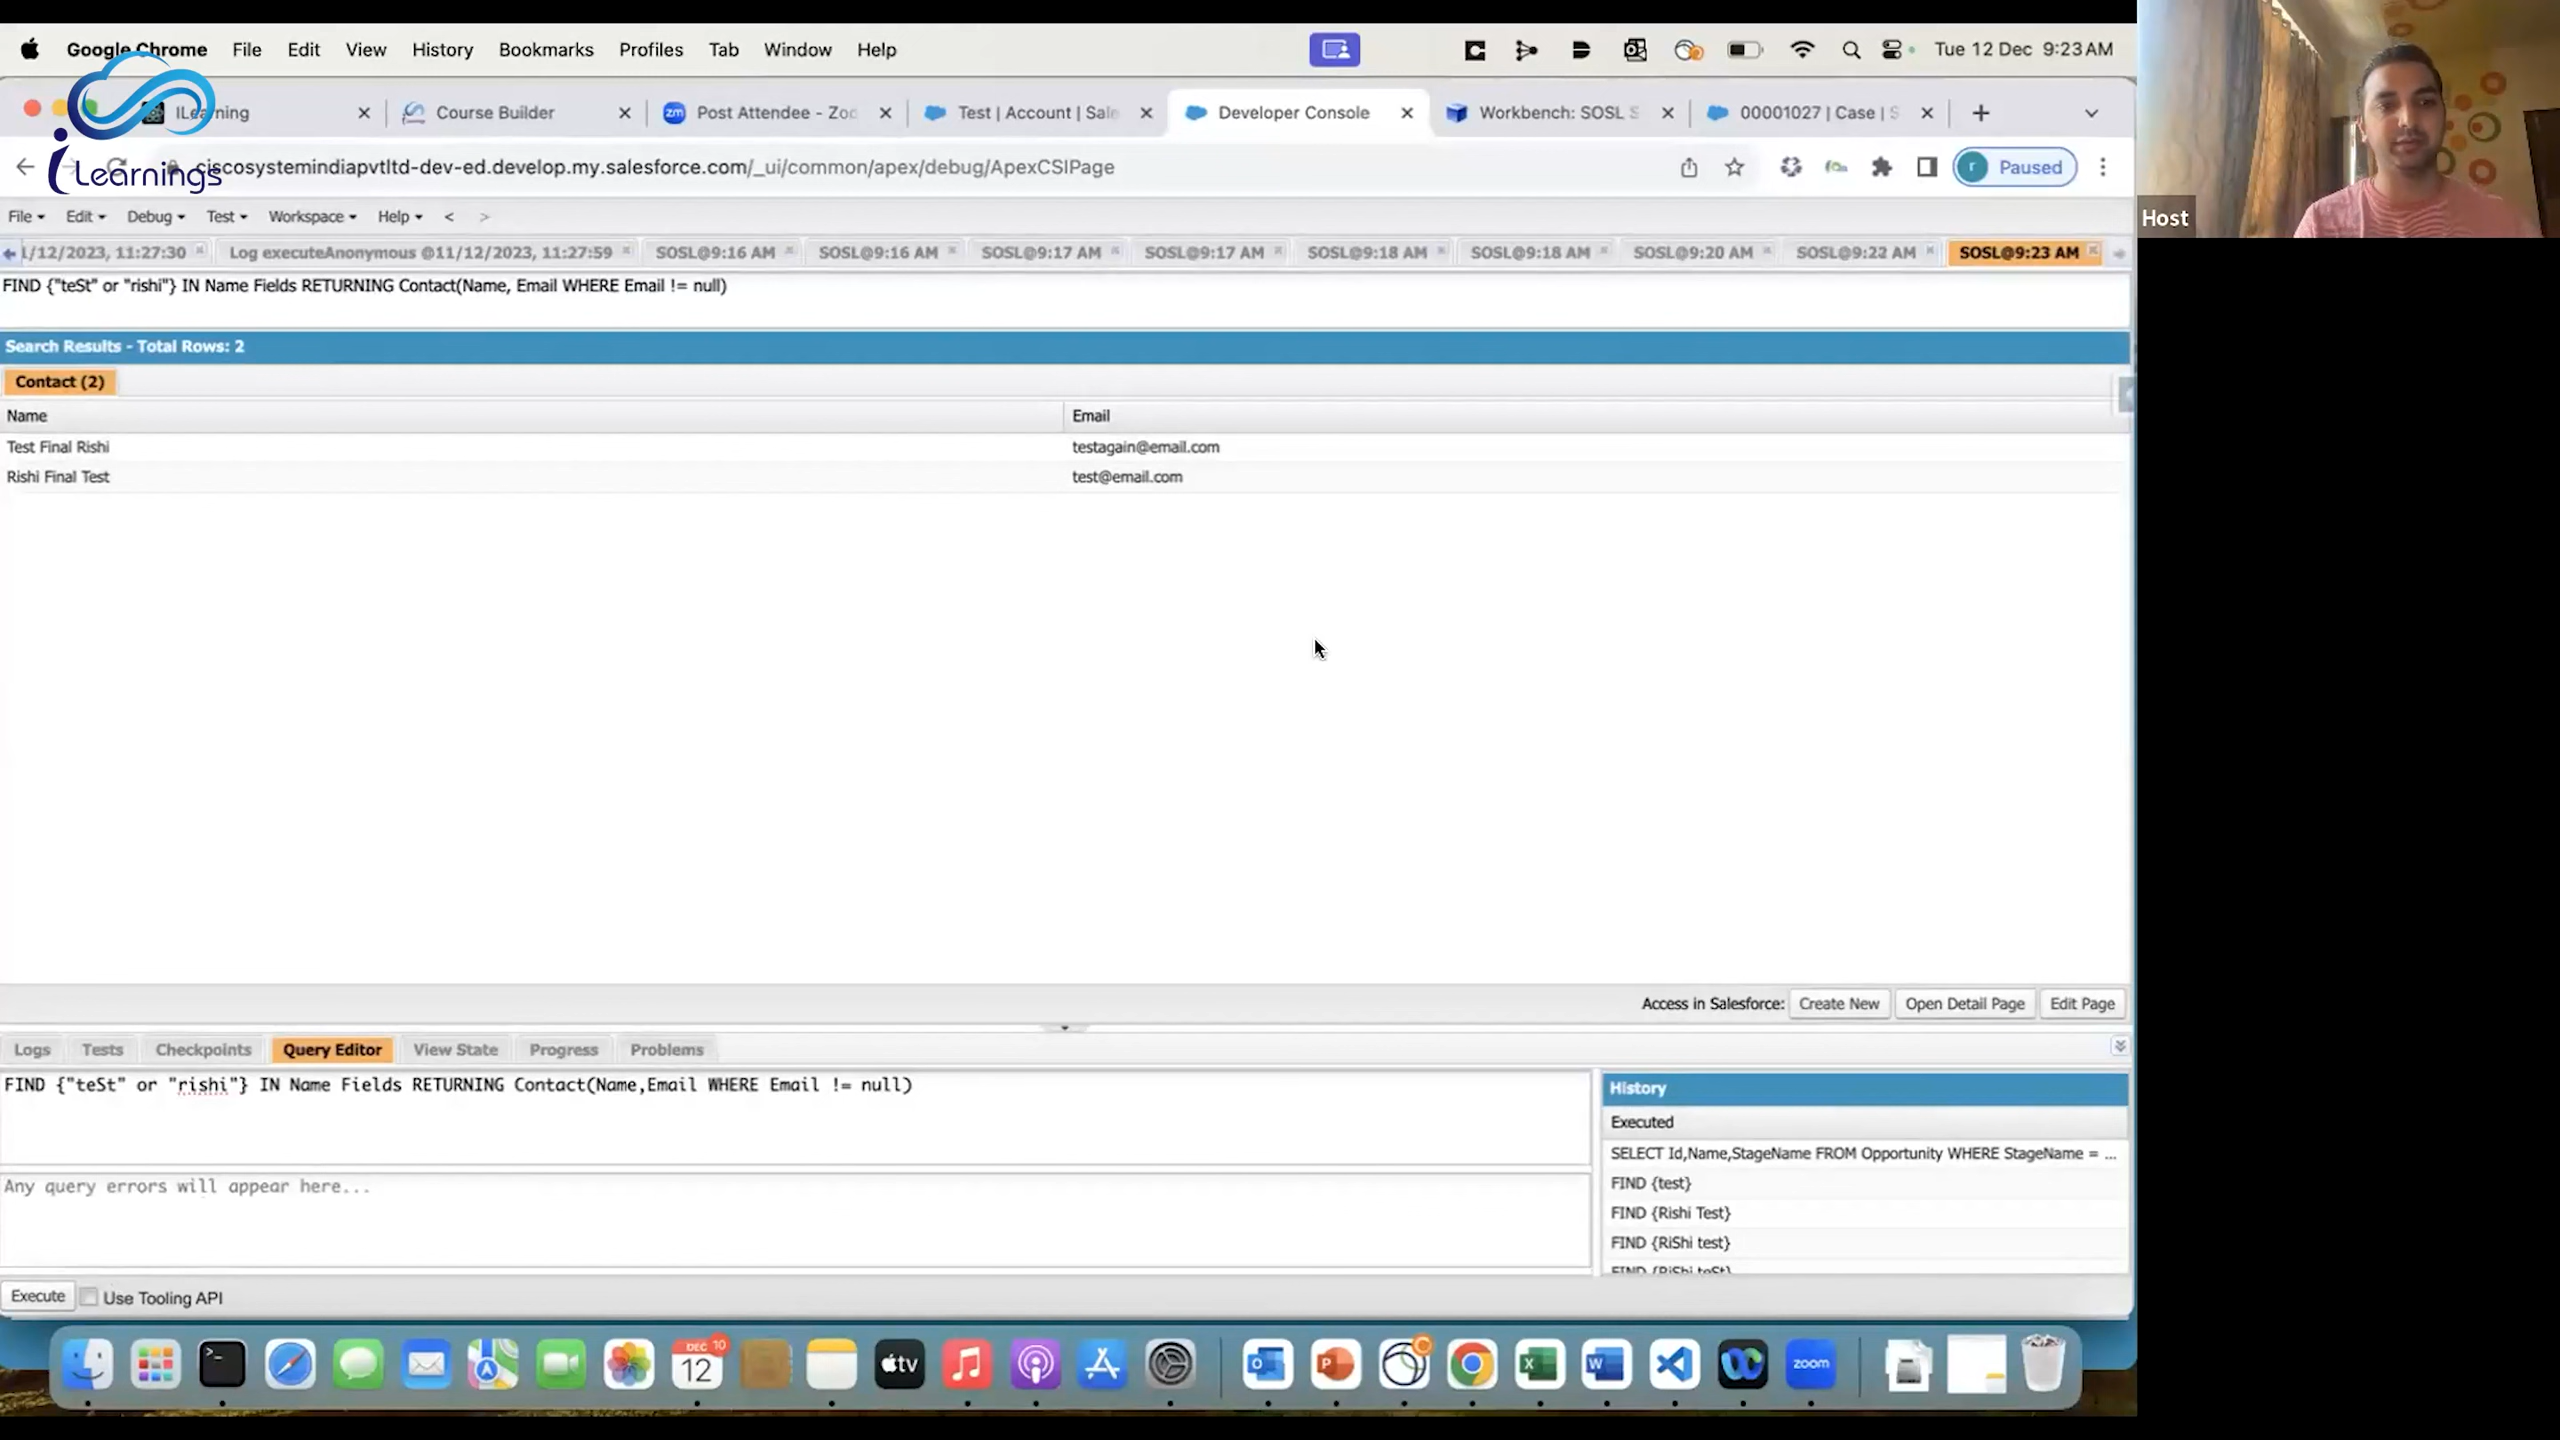 Google Chrome File Edit View History Bookmarks Profiles Tab Window Help Tue 12 Dec 9:23 AM
iLearnings
ILearning Course Builder Post Attendee - Zoo Test | Account | Sale Developer Console Workbench: SOSL S 00001027 | Case | S
ciscosystemindiapvtltd-dev-ed.develop.my.salesforce.com/_ui/common/apex/debug/ApexCSIPage r Paused
Host
File Edit Debug Test Workspace Help < >
1/12/2023, 11:27:30 Log executeAnonymous @11/12/2023, 11:27:59 SOSL@9:16 AM SOSL@9:16 AM SOSL@9:17 AM SOSL@9:17 AM SOSL@9:18 AM SOSL@9:18 AM SOSL@9:20 AM SOSL@9:22 AM SOSL@9:23 AM
FIND {"teSt" or "rishi"} IN Name Fields RETURNING Contact(Name, Email WHERE Email != null)
Search Results - Total Rows: 2
Contact (2)
Name Email
Test Final Rishi testagain@email.com
Rishi Final Test test@email.com
Access in Salesforce: Create New Open Detail Page Edit Page
Logs Tests Checkpoints Query Editor View State Progress Problems
FIND {"teSt" or "rishi"} IN Name Fields RETURNING Contact(Name,Email WHERE Email != null)
Any query errors will appear here...
History
Executed
SELECT Id,Name,StageName FROM Opportunity WHERE StageName = ...
FIND {test}
FIND {Rishi Test}
FIND {RiShi test}
FIND {RiShi teSt}
Execute Use Tooling API
DEC 10
12
tv
zoom